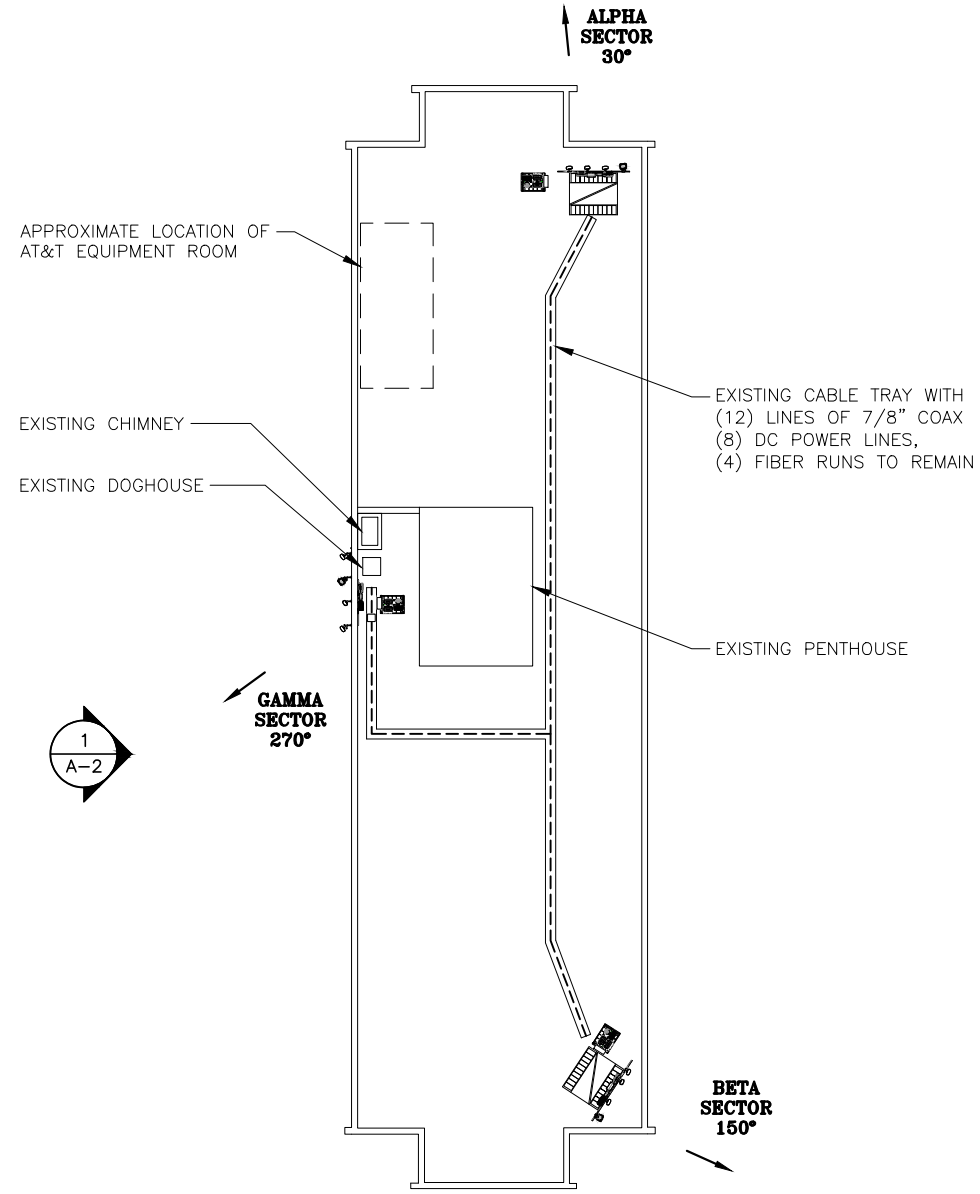 ALPHA
SECTOR
30°
APPROXIMATE LOCATION OF
AT&T EQUIPMENT ROOM
EXISTING CABLE TRAY WITH
(12) LINES OF 7/8" COAX
(8) DC POWER LINES,
(4) FIBER RUNS TO REMAIN
EXISTING CHIMNEY
EXISTING DOGHOUSE
EXISTING PENTHOUSE
GAMMA
SECTOR
270°
1
A-2
BETA
SECTOR
150°